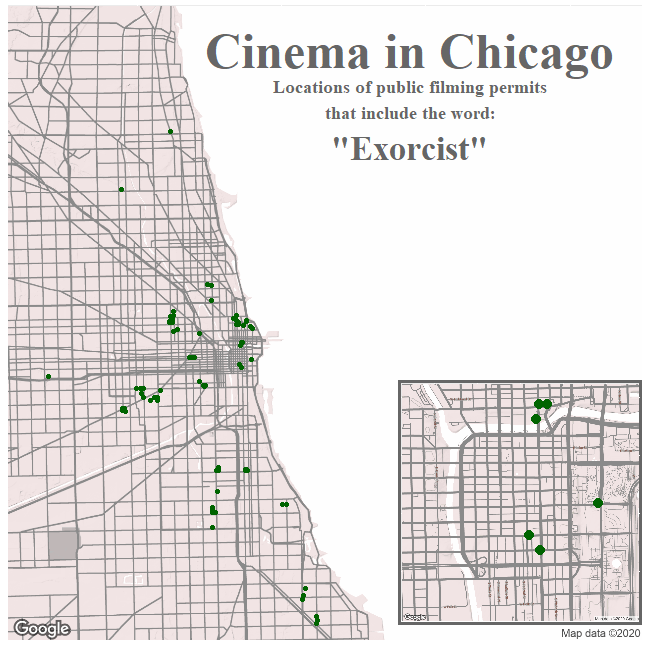 Cinema in Chicago
Locations of public filming permits
that include the word:
"Exorcist"
Google
Map data ©2020